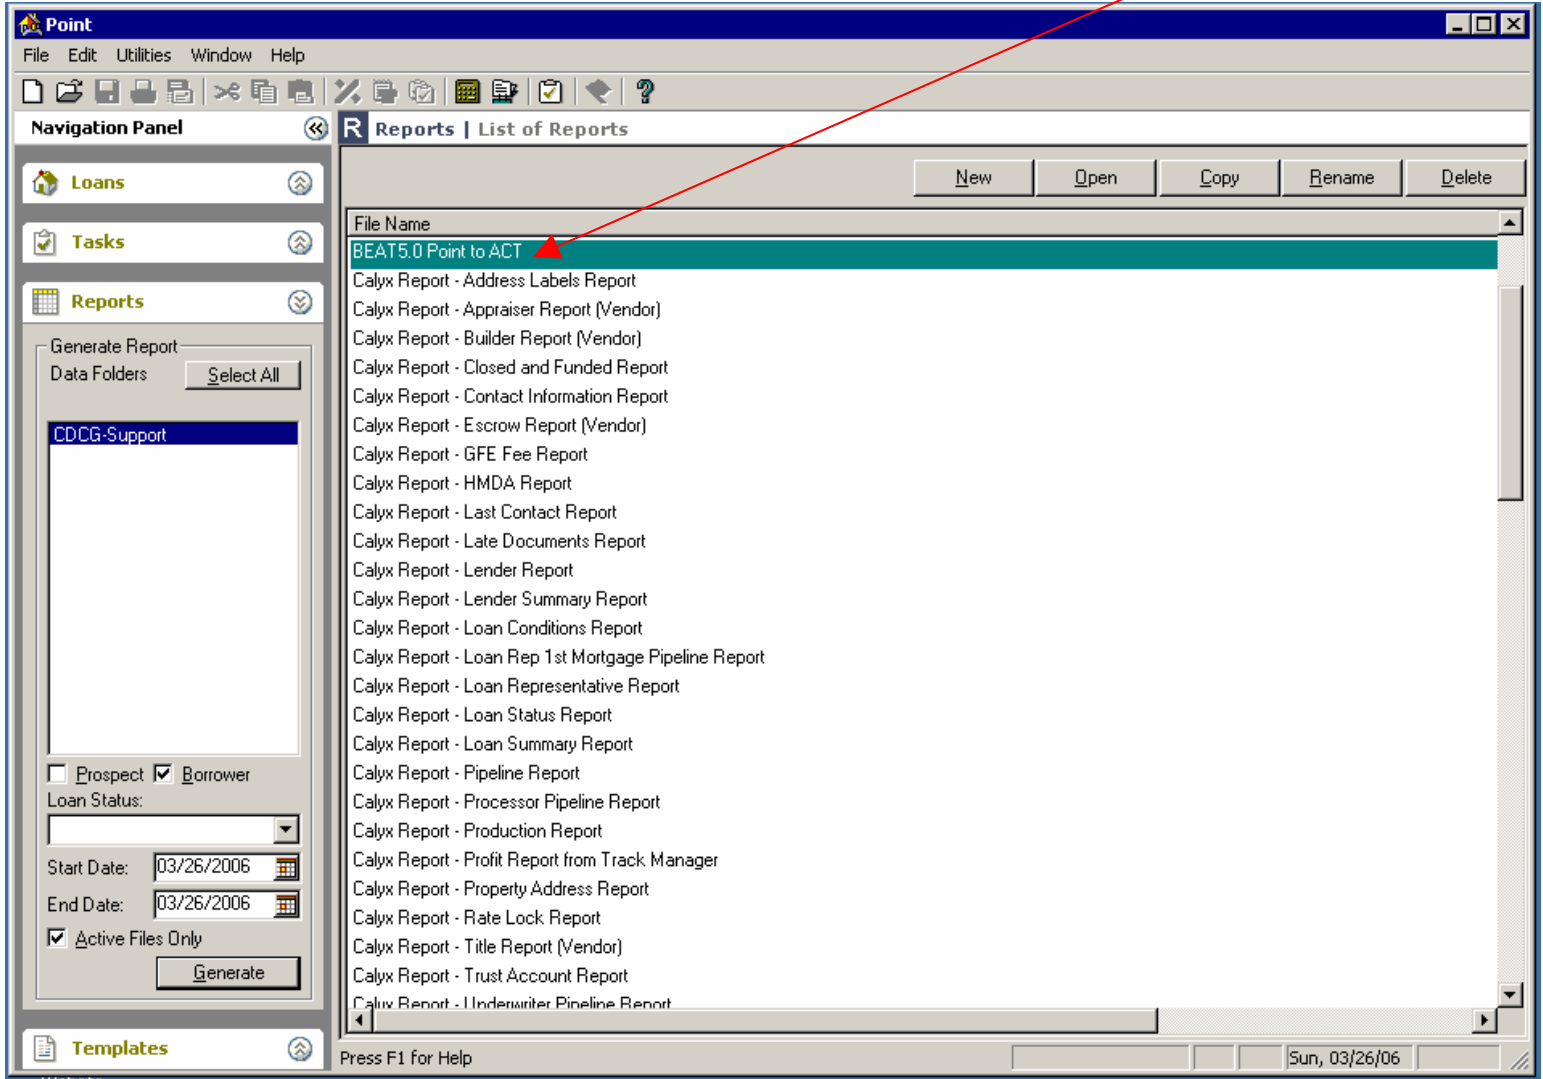 Point
File Edit Utilities Window Help
Navigation Panel
R Reports | List of Reports
Loans
Tasks
Reports
Generate Report
Data Folders Select All
CDCG-Support
Prospect Borrower
Loan Status:
Start Date: 03/26/2006
End Date: 03/26/2006
Active Files Only
Generate
Templates
New Open Copy Rename Delete
File Name
BEAT5.0 Point to ACT
Calyx Report - Address Labels Report
Calyx Report - Appraiser Report (Vendor)
Calyx Report - Builder Report (Vendor)
Calyx Report - Closed and Funded Report
Calyx Report - Contact Information Report
Calyx Report - Escrow Report (Vendor)
Calyx Report - GFE Fee Report
Calyx Report - HMDA Report
Calyx Report - Last Contact Report
Calyx Report - Late Documents Report
Calyx Report - Lender Report
Calyx Report - Lender Summary Report
Calyx Report - Loan Conditions Report
Calyx Report - Loan Rep 1st Mortgage Pipeline Report
Calyx Report - Loan Representative Report
Calyx Report - Loan Status Report
Calyx Report - Loan Summary Report
Calyx Report - Pipeline Report
Calyx Report - Processor Pipeline Report
Calyx Report - Production Report
Calyx Report - Profit Report from Track Manager
Calyx Report - Property Address Report
Calyx Report - Rate Lock Report
Calyx Report - Title Report (Vendor)
Calyx Report - Trust Account Report
Calyx Report - Underwriter Pipeline Report
Press F1 for Help
Sun, 03/26/06